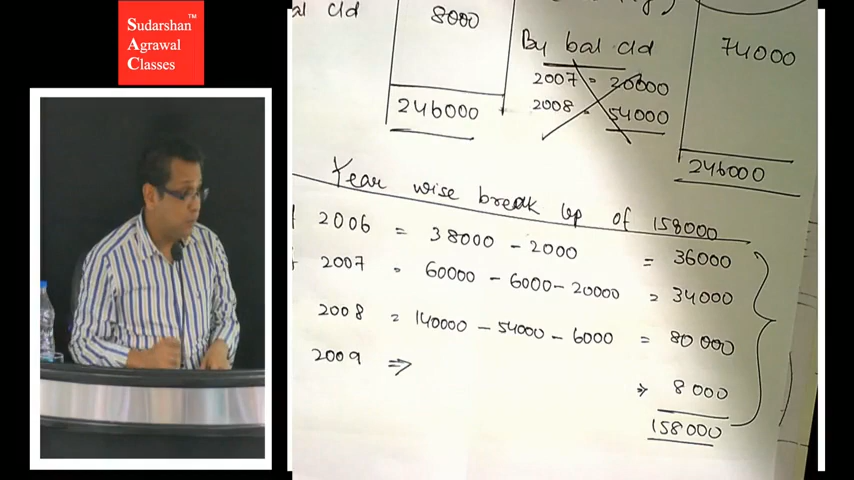 Sudarshan™
Agrawal
Classes
al c/d 8000
By bal c/d 74000
2007 = 20000
2008 - 54000
246000
246000
Year wise break up of 158000
2006 = 38000 - 2000 = 36000
2007 = 60000 - 6000 - 20000 = 34000
2008 = 140000 - 54000 - 6000 = 80000
2009 ⇒ ⇒ 8000
158000